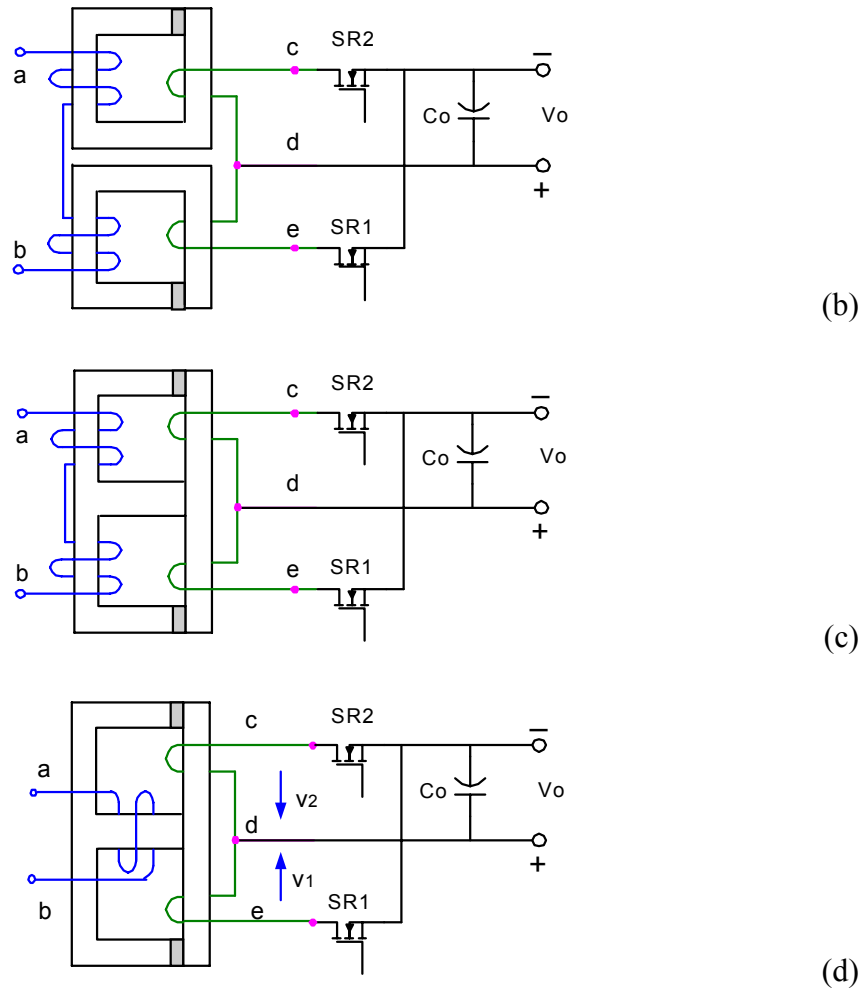 SR2
c
−
a
Co
Vo
d
+
e
SR1
b
(b)
SR2
c
−
a
Co
Vo
d
+
b
e
SR1
(c)
c
SR2
−
a
v2
Co
Vo
d
+
v1
b
e
SR1
(d)